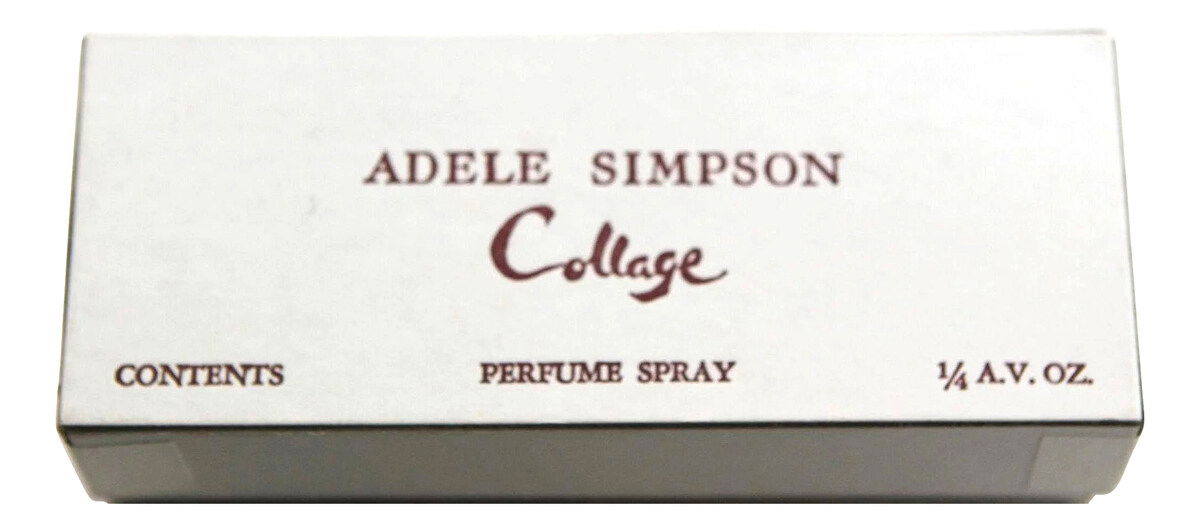 ADELE SIMPSON
Collage
CONTENTS PERFUME SPRAY ¼ A.V. OZ.